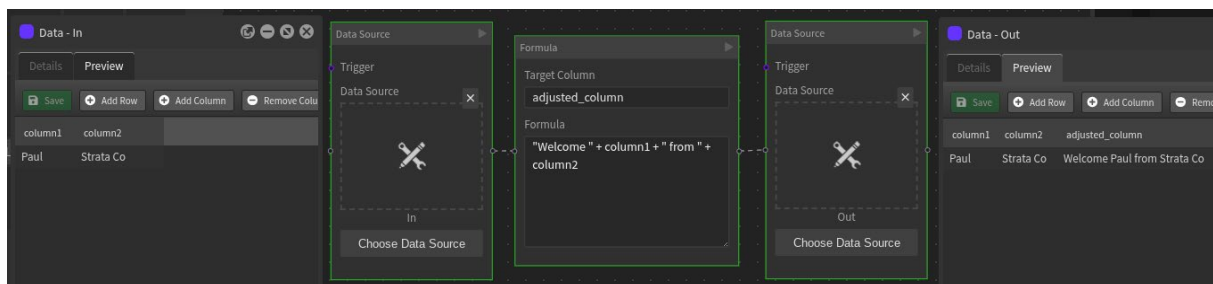 Data - In
Details Preview
Save Add Row Add Column Remove Colu
column1 column2
Paul Strata Co
Data Source
Trigger
Data Source
In
Choose Data Source
Formula
Target Column
adjusted_column
Formula
"Welcome " + column1 + " from " +
column2
Data Source
Trigger
Data Source
Out
Choose Data Source
Data - Out
Details Preview
Save Add Row Add Column Remo
column1 column2 adjusted_column
Paul Strata Co Welcome Paul from Strata Co